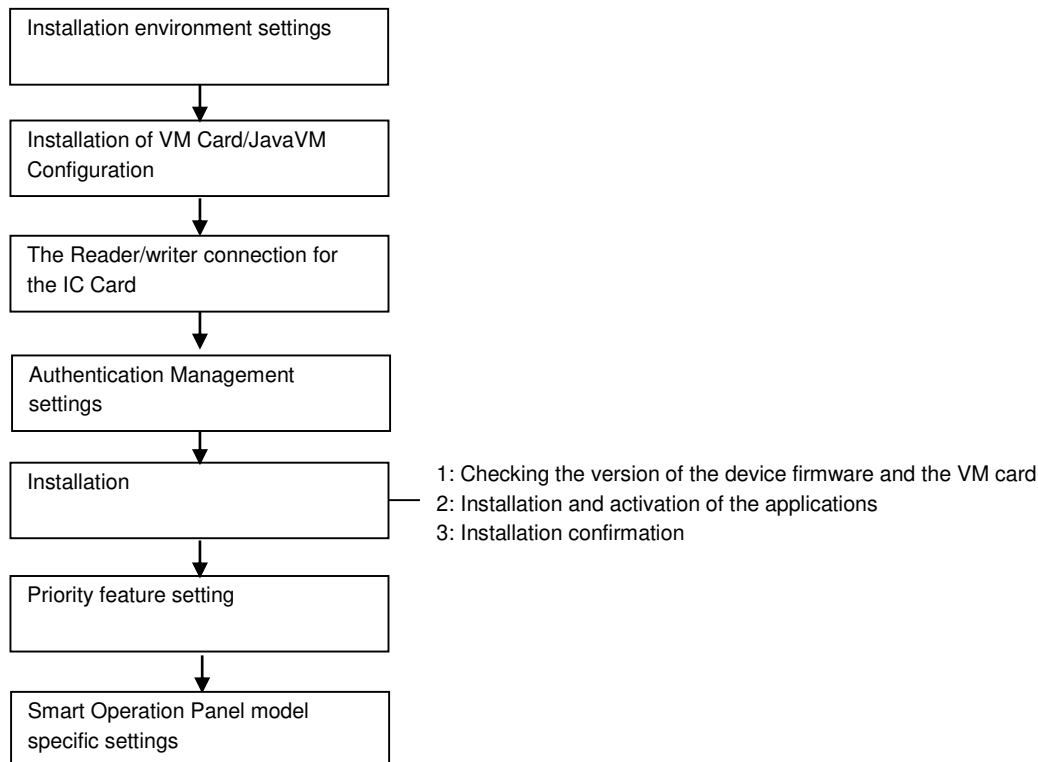 Installation environment settings
Installation of VM Card/JavaVM
Configuration
The Reader/writer connection for
the IC Card
Authentication Management
settings
Installation
1: Checking the version of the device firmware and the VM card
2: Installation and activation of the applications
3: Installation confirmation
Priority feature setting
Smart Operation Panel model
specific settings